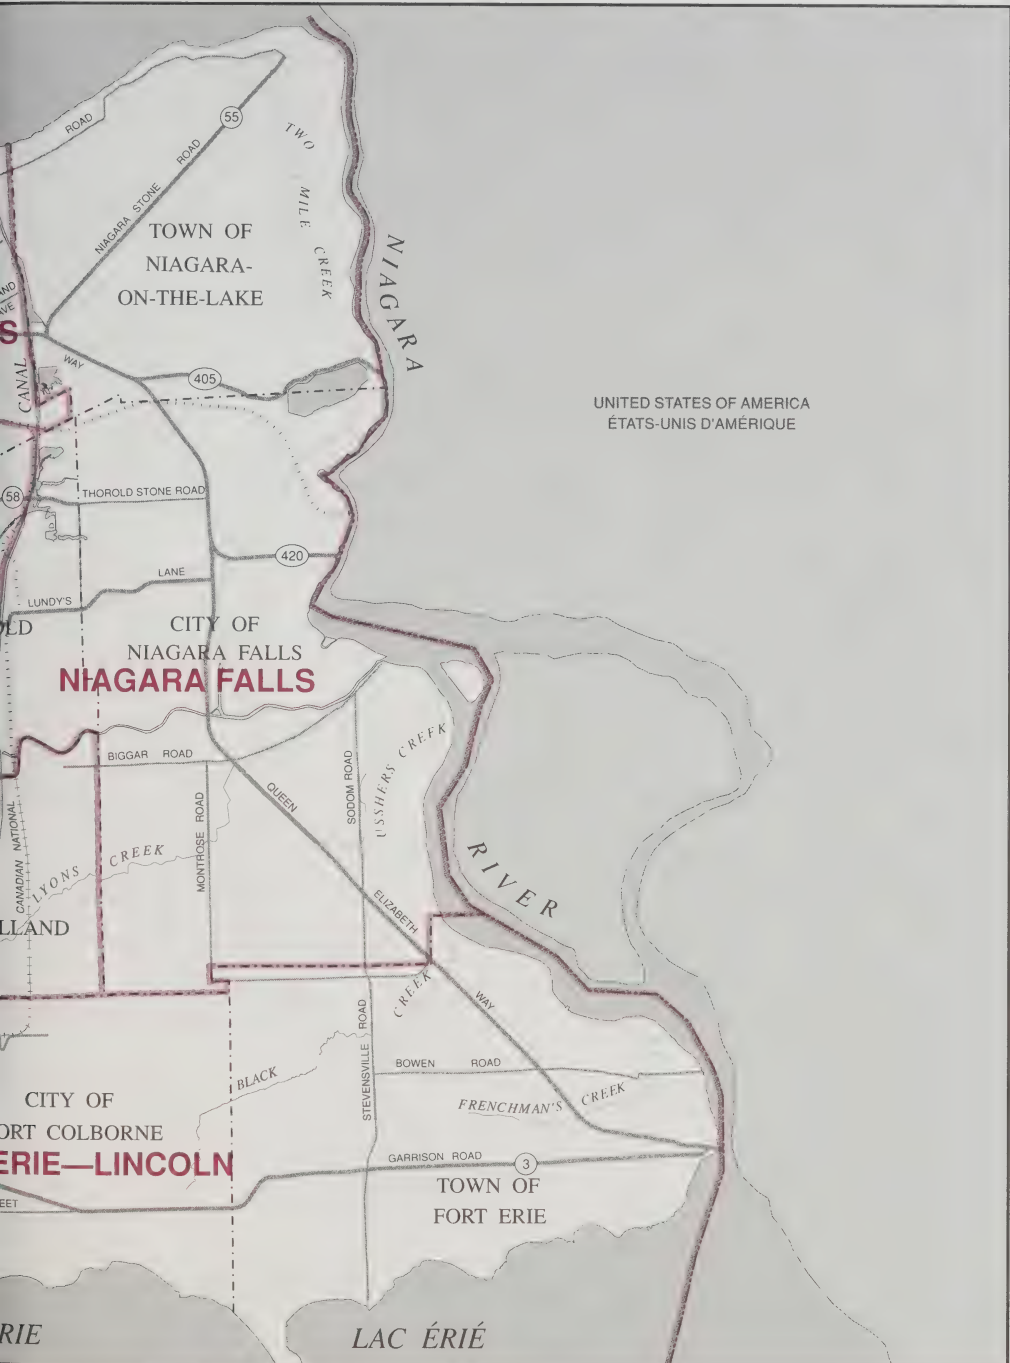 ROAD
55
NIAGARA STONE ROAD
TWO MILE CREEK
TOWN OF
NIAGARA-
ON-THE-LAKE
NIAGARA
AND
AVE
S
WAY
CANAL
405
UNITED STATES OF AMERICA
ÉTATS-UNIS D'AMÉRIQUE
58
THOROLD STONE ROAD
420
LANE
LUNDY'S
OLD
CITY OF
NIAGARA FALLS
NIAGARA FALLS
BIGGAR ROAD
USSHERS CREEK
SODOM ROAD
QUEEN
MONTROSE ROAD
CANADIAN NATIONAL
LYONS CREEK
RIVER
ELIZABETH
LLAND
CREEK
WAY
STEVENSVILLE ROAD
BOWEN ROAD
BLACK
FRENCHMAN'S CREEK
CITY OF
ORT COLBORNE
ERIE—LINCOLN
GARRISON ROAD
3
TOWN OF
FORT ERIE
EET
RIE
LAC ÉRIÉ